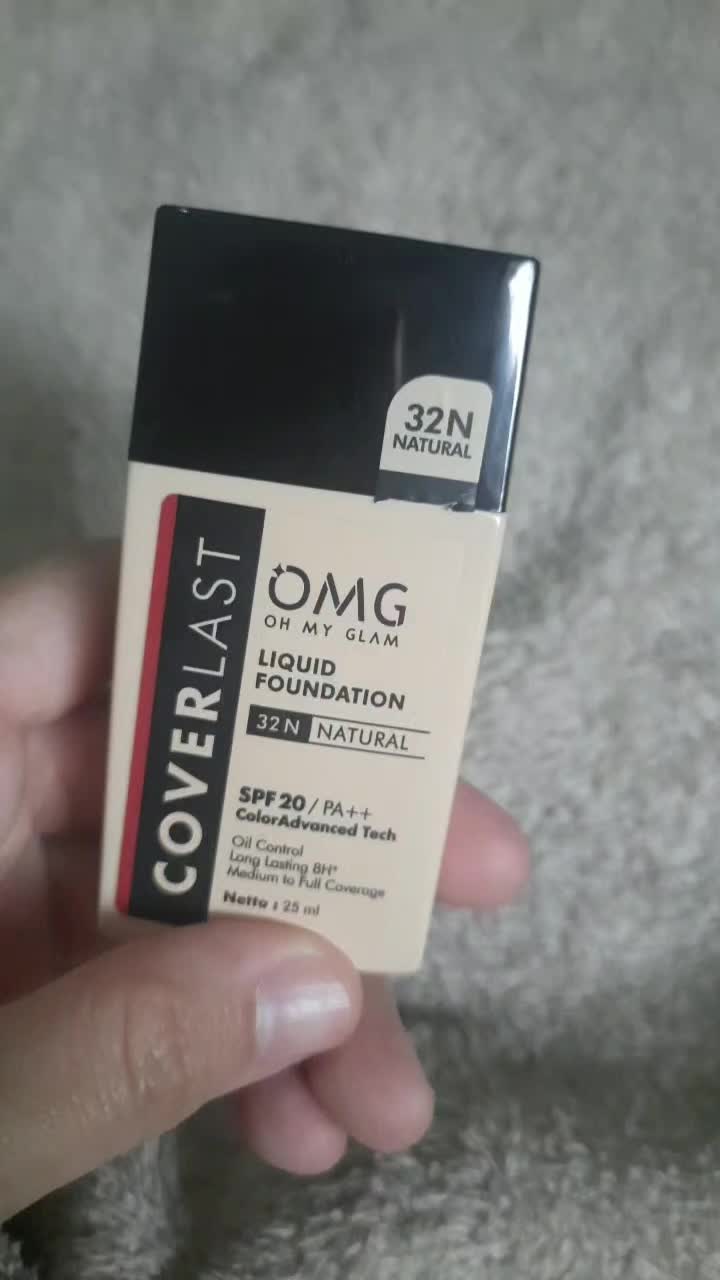 32N
NATURAL
COVERLAST
OMG
OH MY GLAM
LIQUID
FOUNDATION
32N NATURAL
SPF 20 / PA++
ColorAdvanced Tech
Oil Control
Long Lasting 8H*
Medium to Full Coverage
Netto : 25 ml